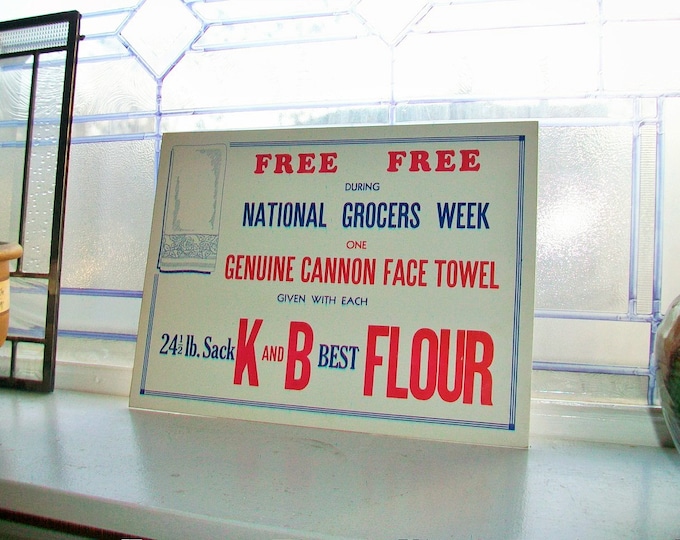 FREE FREE
DURING
NATIONAL GROCERS WEEK
ONE
GENUINE CANNON FACE TOWEL
GIVEN WITH EACH
24½ lb. Sack K AND B BEST FLOUR